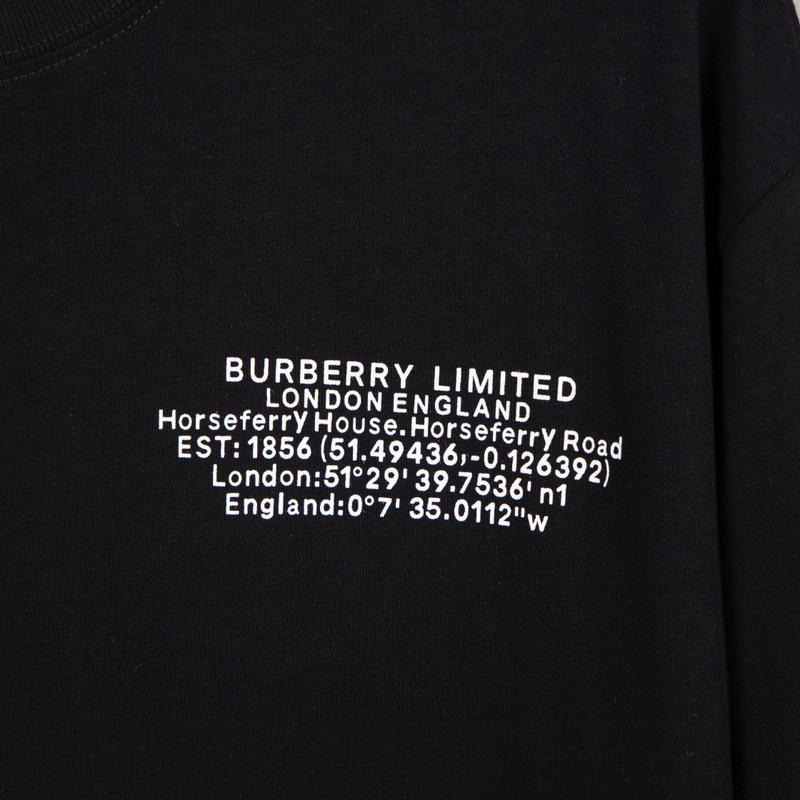 BURBERRY LIMITED
LONDON ENGLAND
Horseferry House.Horseferry Road
EST: 1856 (51.49436,-0.126392)
London:51°29' 39.7536' n1
England:0°7' 35.0112"w